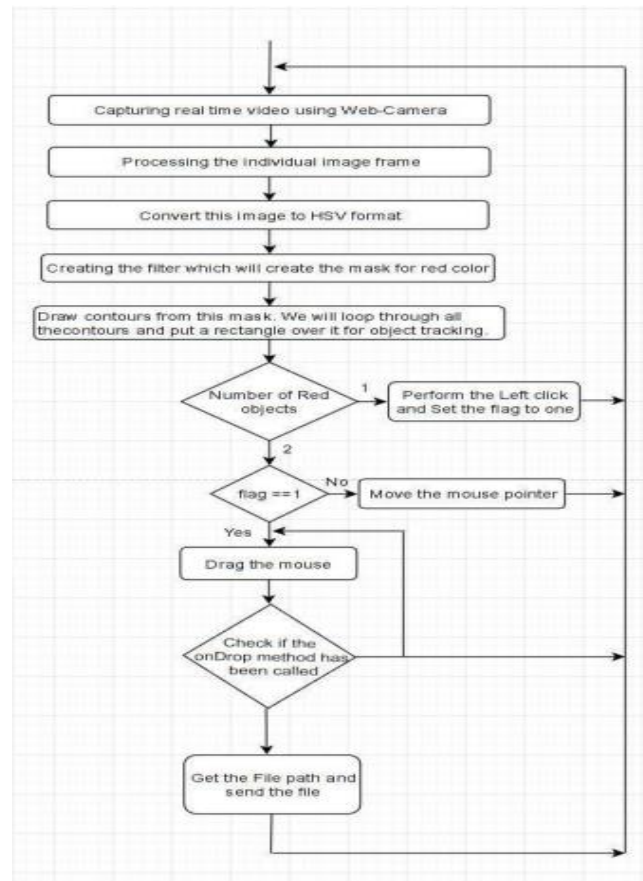 Capturing real time video using Web-Camera
Processing the individual image frame
Convert this image to HSV format
Creating the filter which will create the mask for red color
Draw contours from this mask. We will loop through all
thecontours and put a rectangle over it for object tracking.
Number of Red
objects
1
Perform the Left click
and Set the flag to one
2
flag ==1
No
Move the mouse pointer
Yes
Drag the mouse
Check if the
onDrop method has
been called
Get the File path and
send the file